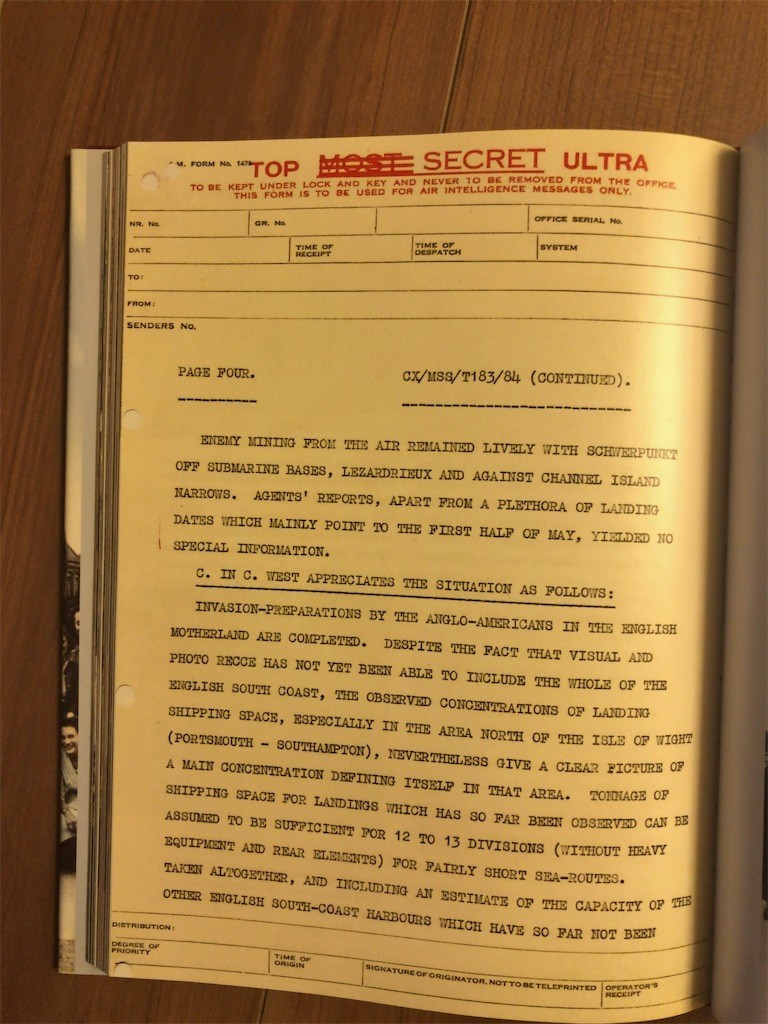 M. FORM No. 1479
TOP MOST SECRET ULTRA
TO BE KEPT UNDER LOCK AND KEY AND NEVER TO BE REMOVED FROM THE OFFICE.
THIS FORM IS TO BE USED FOR AIR INTELLIGENCE MESSAGES ONLY.
NR. No. GR. No. OFFICE SERIAL No.
DATE TIME OF RECEIPT TIME OF DESPATCH SYSTEM
TO:
FROM:
SENDERS No.
PAGE FOUR. CX/MSS/T183/84 (CONTINUED).
ENEMY MINING FROM THE AIR REMAINED LIVELY WITH SCHWERPUNKT
OFF SUBMARINE BASES, LEZARDRIEUX AND AGAINST CHANNEL ISLAND
NARROWS. AGENTS' REPORTS, APART FROM A PLETHORA OF LANDING
DATES WHICH MAINLY POINT TO THE FIRST HALF OF MAY, YIELDED NO
SPECIAL INFORMATION.
C. IN C. WEST APPRECIATES THE SITUATION AS FOLLOWS:
INVASION-PREPARATIONS BY THE ANGLO-AMERICANS IN THE ENGLISH
MOTHERLAND ARE COMPLETED. DESPITE THE FACT THAT VISUAL AND
PHOTO RECCE HAS NOT YET BEEN ABLE TO INCLUDE THE WHOLE OF THE
ENGLISH SOUTH COAST, THE OBSERVED CONCENTRATIONS OF LANDING
SHIPPING SPACE, ESPECIALLY IN THE AREA NORTH OF THE ISLE OF WIGHT
(PORTSMOUTH - SOUTHAMPTON), NEVERTHELESS GIVE A CLEAR PICTURE OF
A MAIN CONCENTRATION DEFINING ITSELF IN THAT AREA. TONNAGE OF
SHIPPING SPACE FOR LANDINGS WHICH HAS SO FAR BEEN OBSERVED CAN BE
ASSUMED TO BE SUFFICIENT FOR 12 TO 13 DIVISIONS (WITHOUT HEAVY
EQUIPMENT AND REAR ELEMENTS) FOR FAIRLY SHORT SEA-ROUTES.
TAKEN ALTOGETHER, AND INCLUDING AN ESTIMATE OF THE CAPACITY OF THE
OTHER ENGLISH SOUTH-COAST HARBOURS WHICH HAVE SO FAR NOT BEEN
DISTRIBUTION:
DEGREE OF PRIORITY TIME OF ORIGIN SIGNATURE OF ORIGINATOR. NOT TO BE TELEPRINTED OPERATOR'S RECEIPT